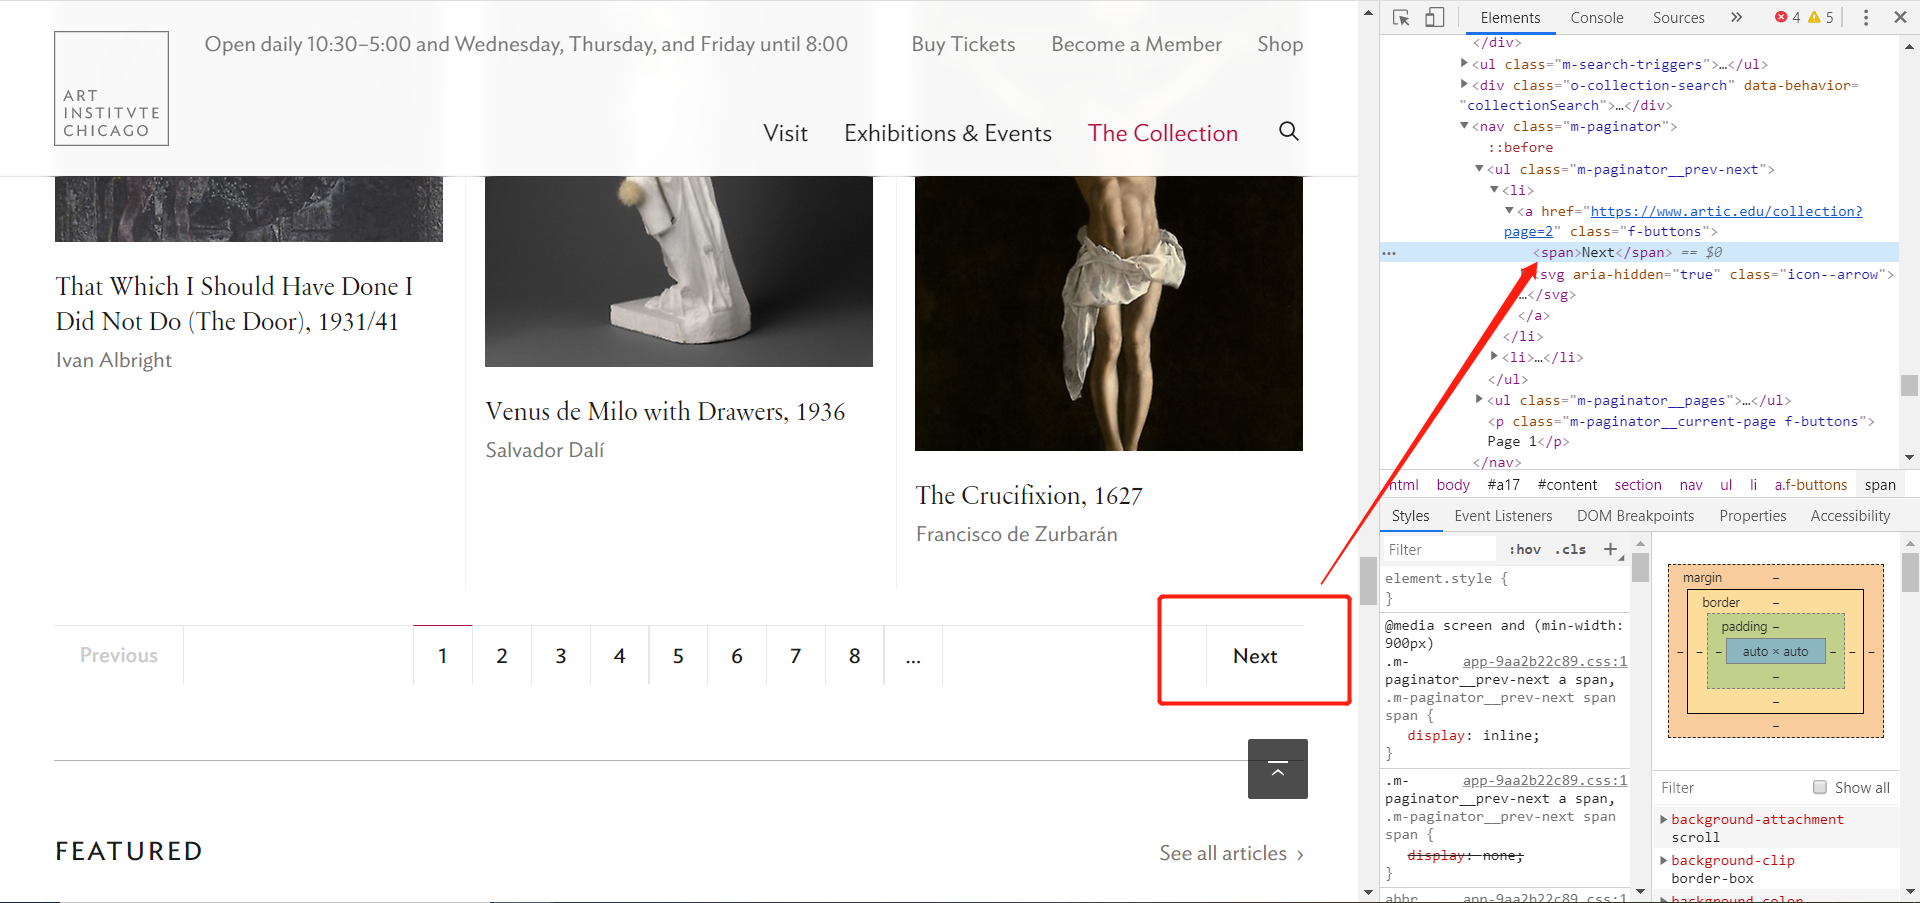 Open daily 10:30–5:00 and Wednesday, Thursday, and Friday until 8:00
Buy Tickets
Become a Member
Shop
ART
INSTITVTE
CHICAGO
Visit
Exhibitions & Events
The Collection
That Which I Should Have Done I
Did Not Do (The Door), 1931/41
Ivan Albright
Venus de Milo with Drawers, 1936
Salvador Dalí
The Crucifixion, 1627
Francisco de Zurbarán
Previous
1
2
3
4
5
6
7
8
...
Next
FEATURED
See all articles ›
Elements
Console
Sources
»
4
5
</div>
<ul class="m-search-triggers">…</ul>
<div class="o-collection-search" data-behavior=
"collectionSearch">…</div>
<nav class="m-paginator">
::before
<ul class="m-paginator__prev-next">
<li>
<a href="https://www.artic.edu/collection?
page=2" class="f-buttons">
<span>Next</span> == $0
<svg aria-hidden="true" class="icon--arrow">
…</svg>
</a>
</li>
<li>…</li>
</ul>
<ul class="m-paginator__pages">…</ul>
<p class="m-paginator__current-page f-buttons">
Page 1</p>
</nav>
html
body
#a17
#content
section
nav
ul
li
a.f-buttons
span
Styles
Event Listeners
DOM Breakpoints
Properties
Accessibility
Filter
:hov
.cls
+
element.style {
}
@media screen and (min-width:
900px)
.m-
app-9aa2b22c89.css:1
paginator__prev-next a span,
.m-paginator__prev-next span
span {
display: inline;
}
.m-
app-9aa2b22c89.css:1
paginator__prev-next a span,
.m-paginator__prev-next span
span {
display: none;
}
abbr
app-9aa2b22c89.css:1
margin
–
border
–
padding –
– – – auto × auto – – –
–
–
–
Filter
Show all
background-attachment
scroll
background-clip
border-box
background-color